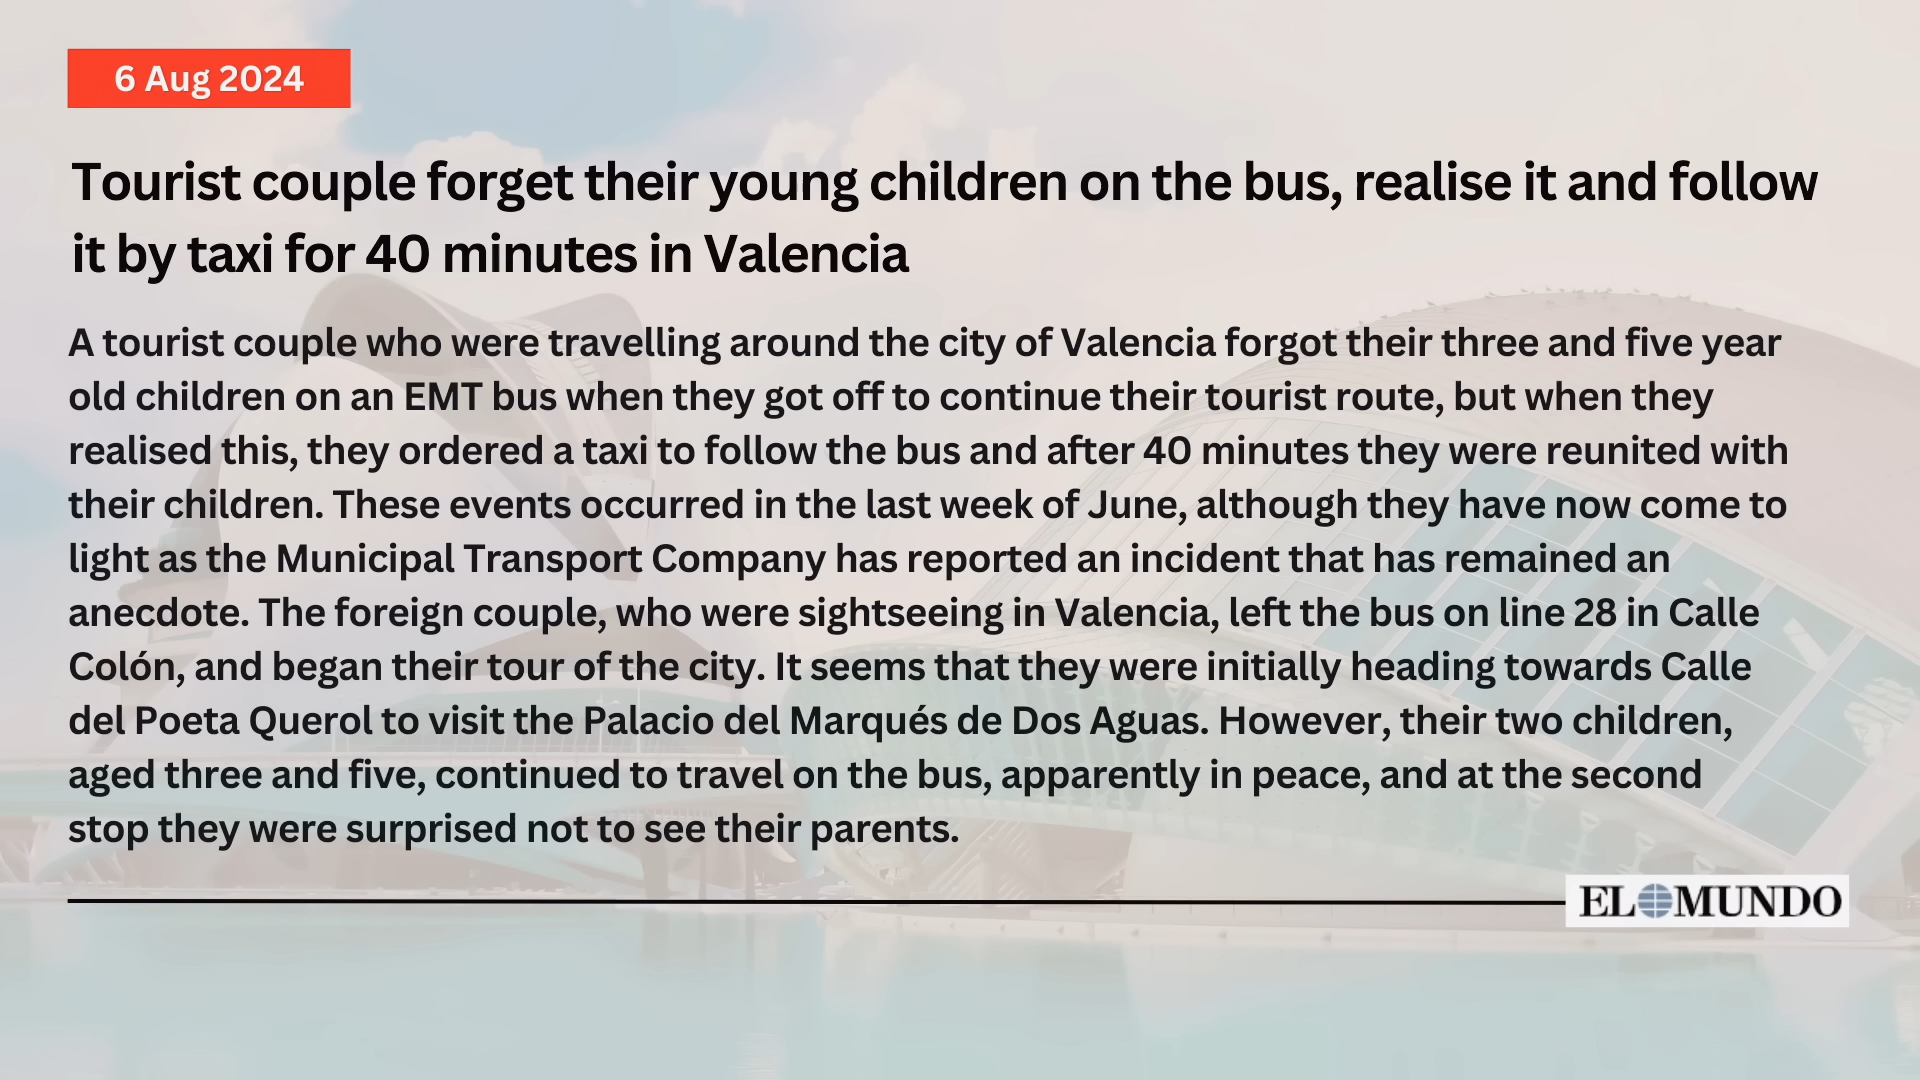 6 Aug 2024
Tourist couple forget their young children on the bus, realise it and follow
it by taxi for 40 minutes in Valencia
A tourist couple who were travelling around the city of Valencia forgot their three and five year
old children on an EMT bus when they got off to continue their tourist route, but when they
realised this, they ordered a taxi to follow the bus and after 40 minutes they were reunited with
their children. These events occurred in the last week of June, although they have now come to
light as the Municipal Transport Company has reported an incident that has remained an
anecdote. The foreign couple, who were sightseeing in Valencia, left the bus on line 28 in Calle
Colón, and began their tour of the city. It seems that they were initially heading towards Calle
del Poeta Querol to visit the Palacio del Marqués de Dos Aguas. However, their two children,
aged three and five, continued to travel on the bus, apparently in peace, and at the second
stop they were surprised not to see their parents.
EL MUNDO